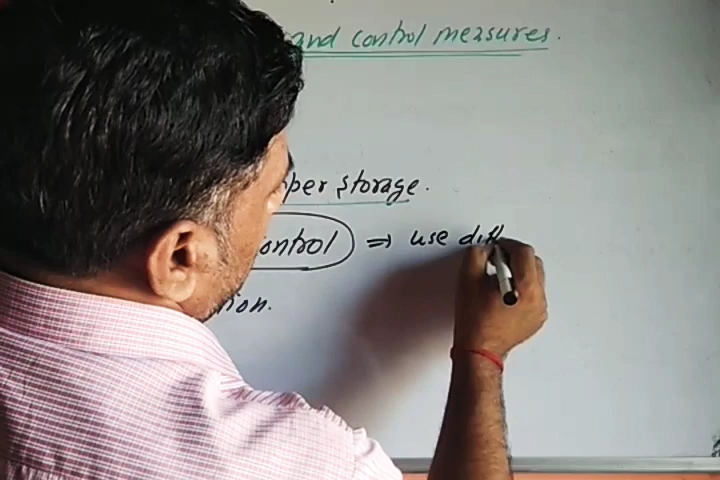 and control measures.
per storage.
ontrol ⇒ use diff
ion.